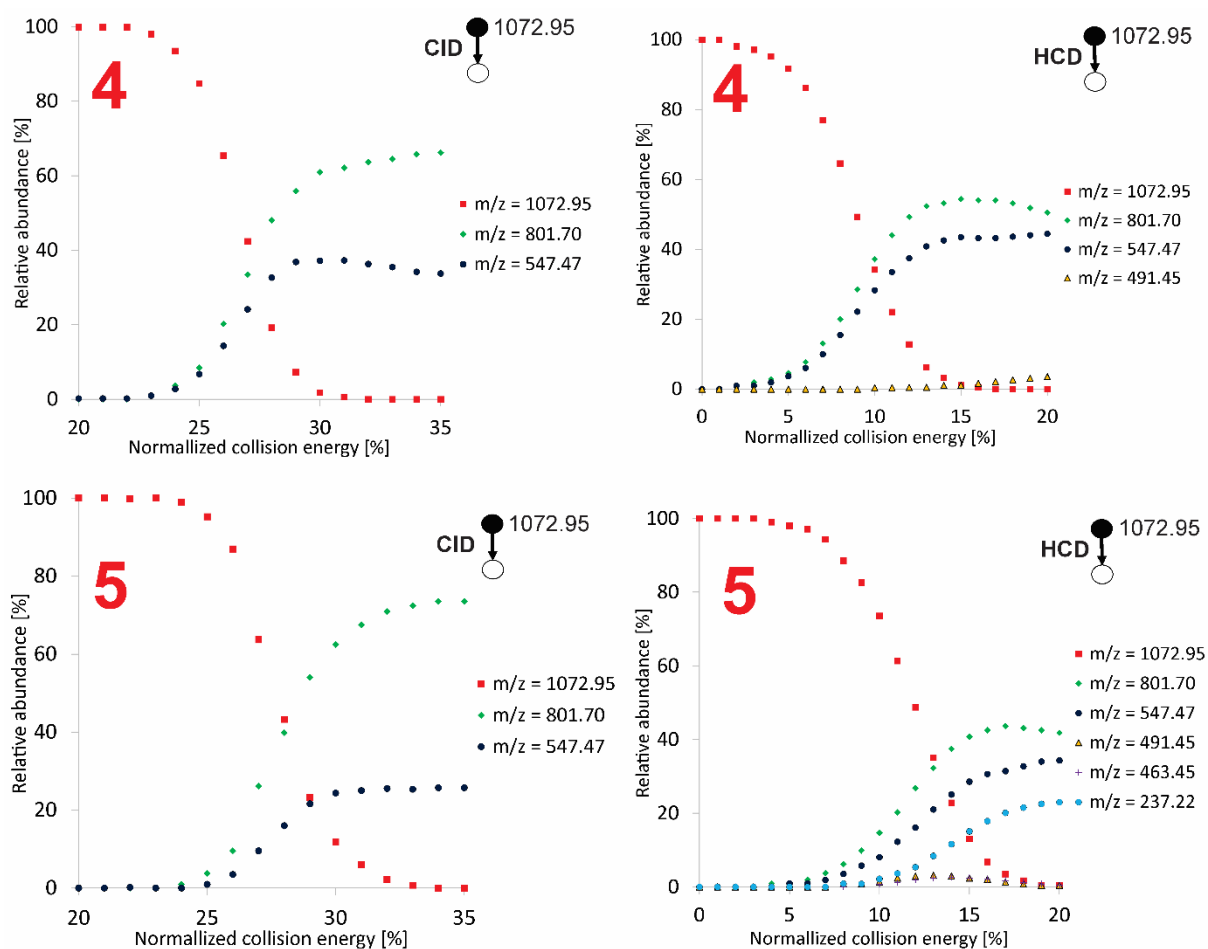 4
CID
1072.95
Relative abundance [%]
100
80
60
40
20
0
20 25 30 35
Normallized collision energy [%]
m/z = 1072.95
m/z = 801.70
m/z = 547.47
4
HCD
1072.95
Relative abundance [%]
100
80
60
40
20
0
0 5 10 15 20
Normallized collision energy [%]
m/z = 1072.95
m/z = 801.70
m/z = 547.47
m/z = 491.45
5
CID
1072.95
Relative abundance [%]
100
80
60
40
20
0
20 25 30 35
Normallized collision energy [%]
m/z = 1072.95
m/z = 801.70
m/z = 547.47
5
HCD
1072.95
Relative abundance [%]
100
80
60
40
20
0
0 5 10 15 20
Normallized collision energy [%]
m/z = 1072.95
m/z = 801.70
m/z = 547.47
m/z = 491.45
m/z = 463.45
m/z = 237.22